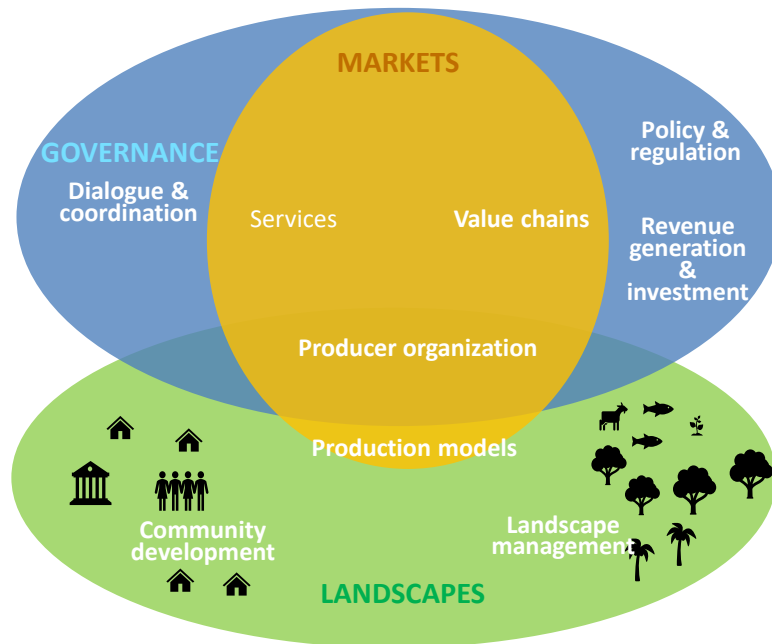 MARKETS
Policy &
regulation
GOVERNANCE
Dialogue &
coordination
Services
Value chains
Revenue
generation
&
investment
Producer organization
Production models
Community
development
Landscape
management
LANDSCAPES